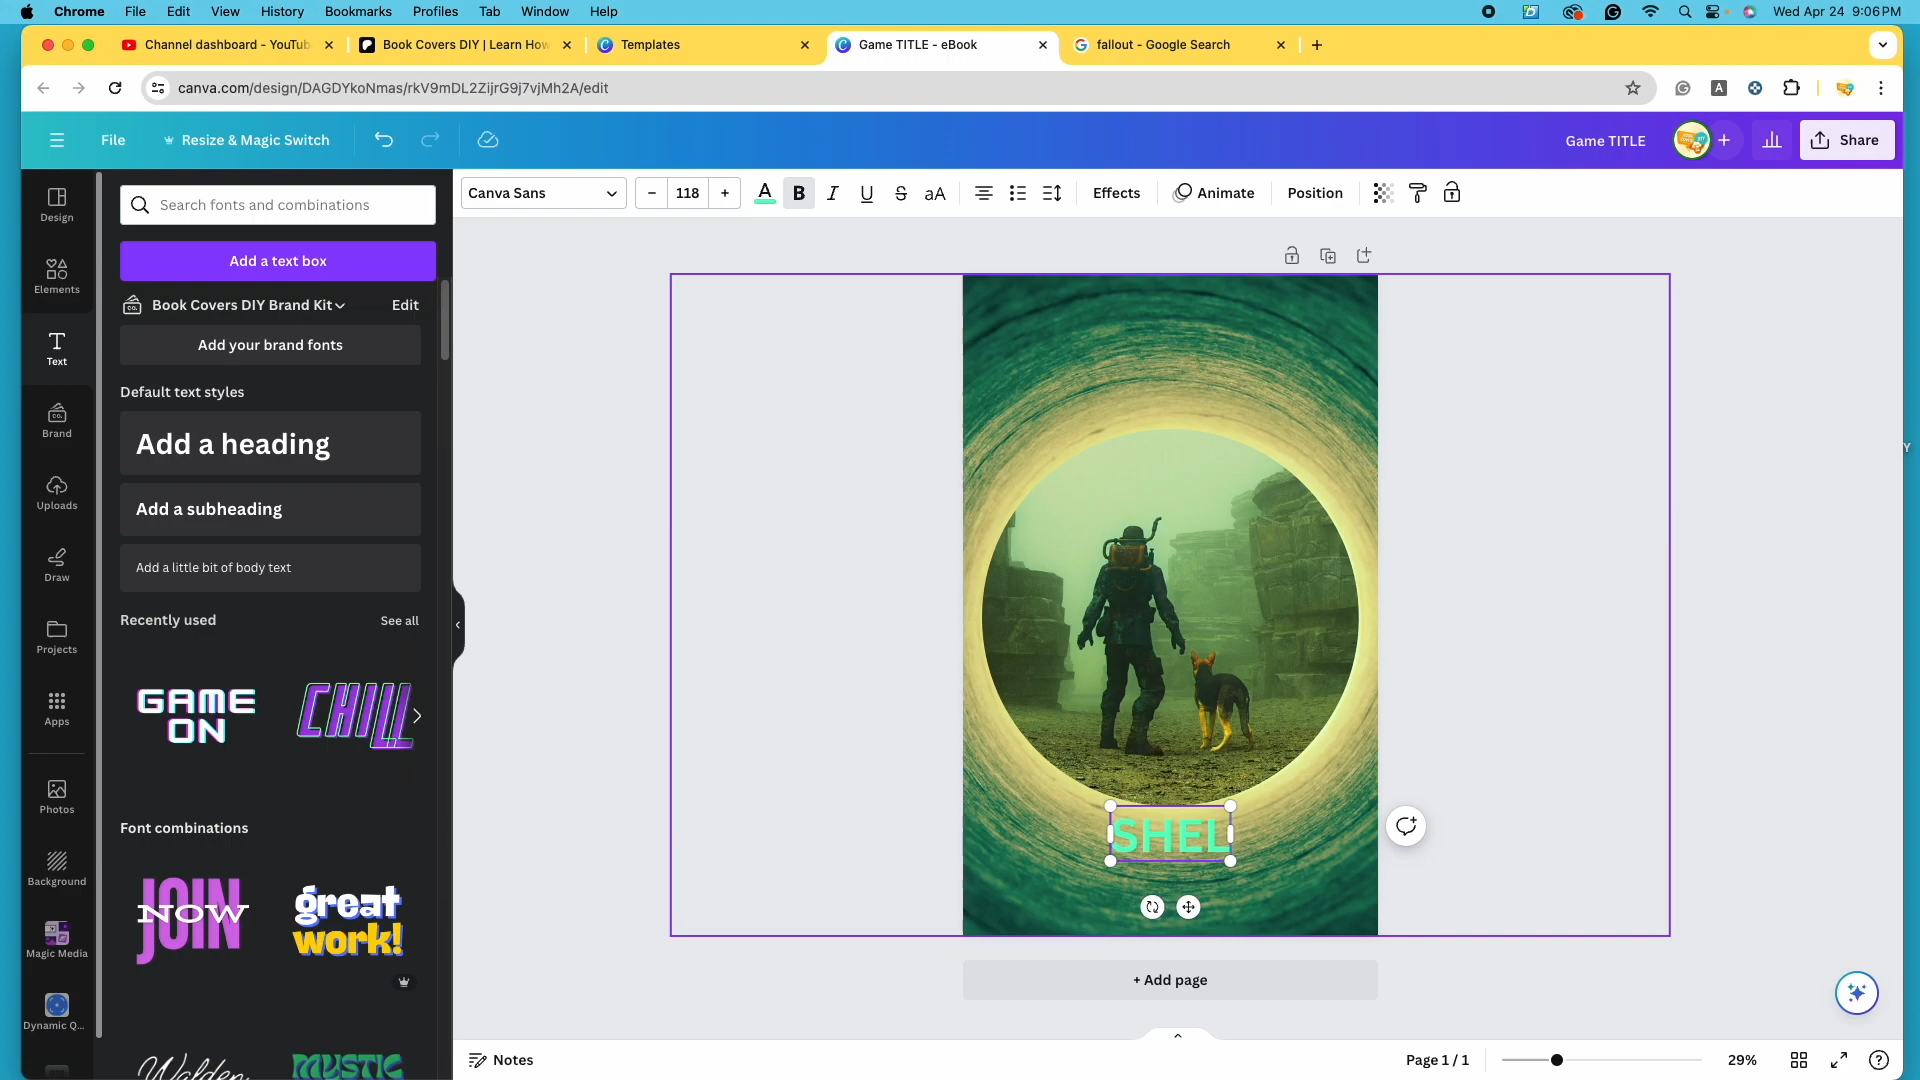 Chrome File Edit View History Bookmarks Profiles Tab Window Help
Wed Apr 24 9:06 PM
Channel dashboard - YouTub
Book Covers DIY | Learn How
Templates
Game TITLE - eBook
fallout - Google Search
canva.com/design/DAGDYkoNmas/rkV9mDL2ZijrG9j7vjMh2A/edit
File
Resize & Magic Switch
Game TITLE
Share
Design
Elements
Text
Brand
Uploads
Draw
Projects
Apps
Photos
Background
Magic Media
Dynamic Q...
Search fonts and combinations
Add a text box
Book Covers DIY Brand Kit
Edit
Add your brand fonts
Default text styles
Add a heading
Add a subheading
Add a little bit of body text
Recently used
See all
GAME
ON
CHILL
Font combinations
JOIN
NOW
great
work!
Walden
MYSTIC
Canva Sans
118
A B I U S aA
Effects
Animate
Position
SHEL
+ Add page
Notes
Page 1 / 1
29%
Y